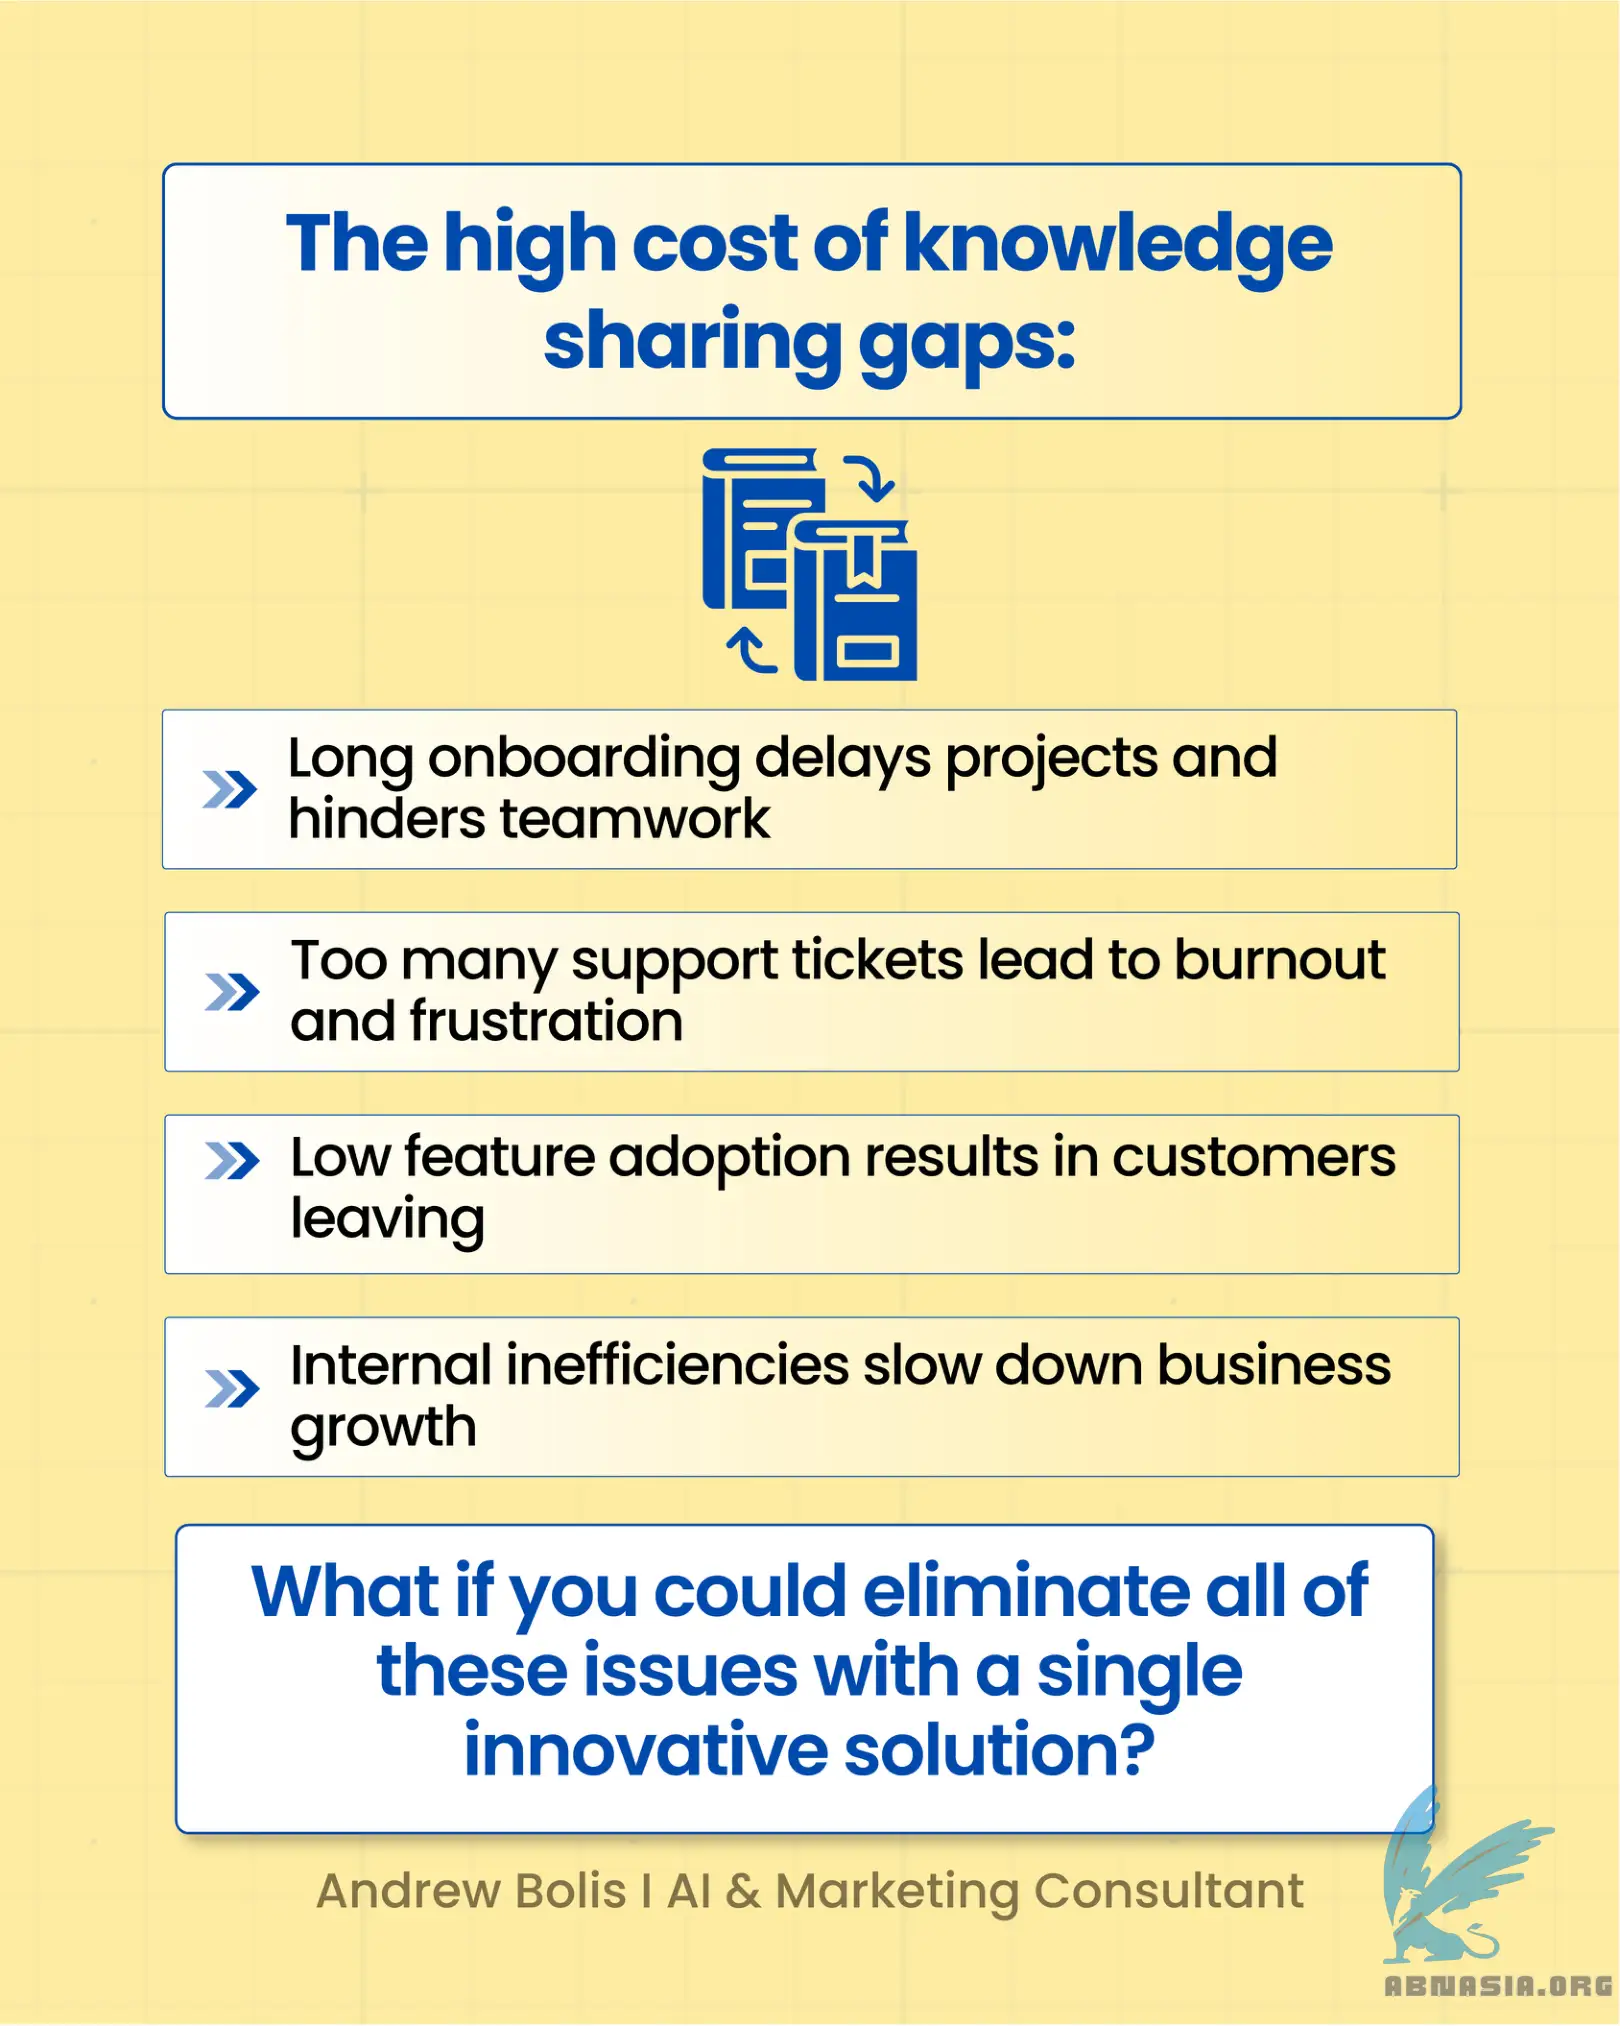 The high cost of knowledge
sharing gaps:
Long onboarding delays projects and
hinders teamwork
Too many support tickets lead to burnout
and frustration
Low feature adoption results in customers
leaving
Internal inefficiencies slow down business
growth
What if you could eliminate all of
these issues with a single
innovative solution?
Andrew Bolis I AI & Marketing Consultant
ABNASIA.ORG